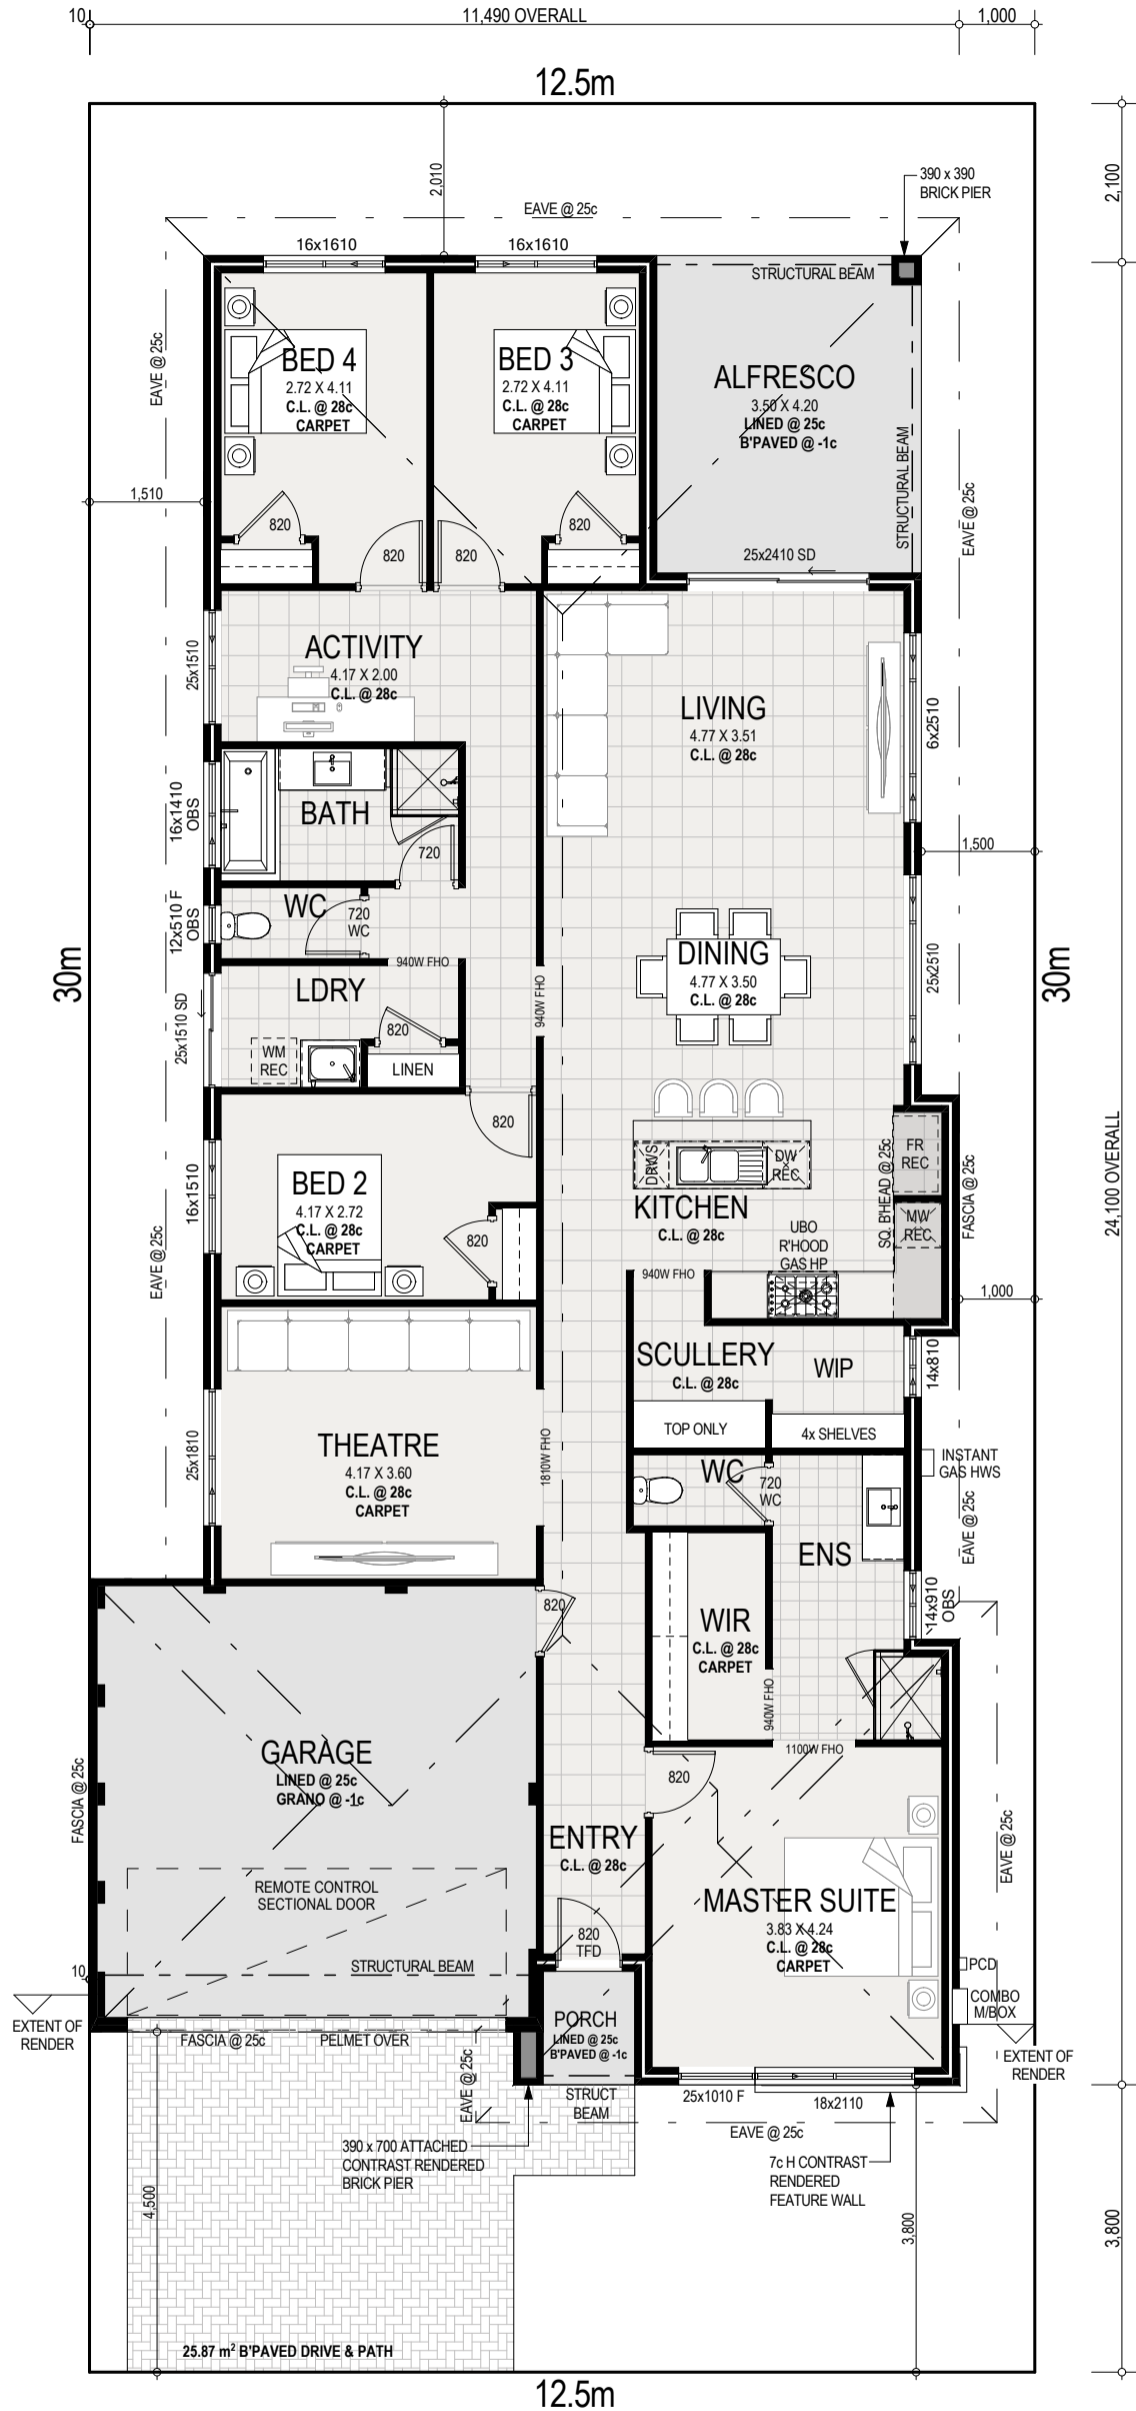 10
11,490 OVERALL
1,000
12.5m
2,010
390 x 390
BRICK PIER
2,100
EAVE @ 25c
16x1610
16x1610
STRUCTURAL BEAM
EAVE @ 25c
BED 4
2.72 X 4.11
C.L. @ 28c
CARPET
BED 3
2.72 X 4.11
C.L. @ 28c
CARPET
ALFRESCO
3.50 X 4.20
LINED @ 25c
B'PAVED @ -1c
STRUCTURAL BEAM
EAVE @ 25c
1,510
820
820
820
820
25x2410 SD
25x1510
ACTIVITY
4.17 X 2.00
C.L. @ 28c
LIVING
4.77 X 3.51
C.L. @ 28c
6x2510
16x1410
OBS
BATH
720
1,500
12x510 F
OBS
WC
720
WC
940W FHO
30m
DINING
4.77 X 3.50
C.L. @ 28c
25x2510
30m
940W FHO
25x1510 SD
LDRY
820
WM
REC
LINEN
820
24,100 OVERALL
16x1510
BED 2
4.17 X 2.72
C.L. @ 28c
CARPET
820
EAVE @ 25c
DRWS
DW
REC
KITCHEN
C.L. @ 28c
UBO
R'HOOD
GAS HP
SQ. B'HEAD @ 25c
FR
REC
MW
REC
FASCIA @ 25c
1,000
940W FHO
SCULLERY
C.L. @ 28c
WIP
14x810
TOP ONLY
4x SHELVES
25x1810
THEATRE
4.17 X 3.60
C.L. @ 28c
CARPET
1810W FHO
WC
720
WC
INSTANT
GAS HWS
EAVE @ 25c
ENS
14x910
OBS
820
WIR
C.L. @ 28c
CARPET
940W FHO
1100W FHO
FASCIA @ 25c
GARAGE
LINED @ 25c
GRANO @ -1c
820
ENTRY
C.L. @ 28c
EAVE @ 25c
REMOTE CONTROL
SECTIONAL DOOR
MASTER SUITE
3.83 X 4.24
C.L. @ 28c
CARPET
820
TFD
STRUCTURAL BEAM
10
PCD
COMBO
M/BOX
EXTENT OF
RENDER
PORCH
LINED @ 25c
B'PAVED @ -1c
FASCIA @ 25c
PELMET OVER
EXTENT OF
RENDER
EAVE @ 25c
STRUCT
BEAM
25x1010 F
18x2110
EAVE @ 25c
390 x 700 ATTACHED
CONTRAST RENDERED
BRICK PIER
7c H CONTRAST
RENDERED
FEATURE WALL
4,500
3,800
3,800
25.87 m² B'PAVED DRIVE & PATH
12.5m